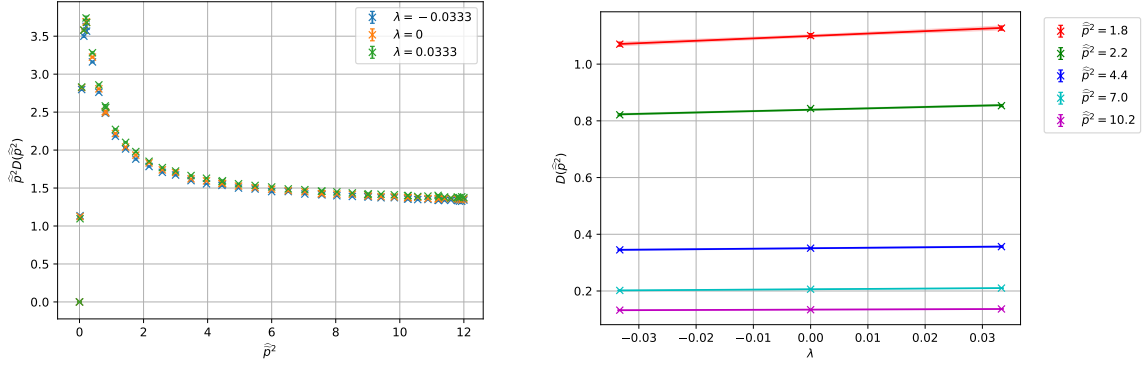 λ = −0.0333
λ = 0
λ = 0.0333
3.5
3.0
2.5
2.0
1.5
1.0
0.5
0.0
p̂²D(p̂²)
0 2 4 6 8 10 12
p̂²
1.0
0.8
0.6
0.4
0.2
D(p̂²)
−0.03 −0.02 −0.01 0.00 0.01 0.02 0.03
λ
p̂² = 1.8
p̂² = 2.2
p̂² = 4.4
p̂² = 7.0
p̂² = 10.2